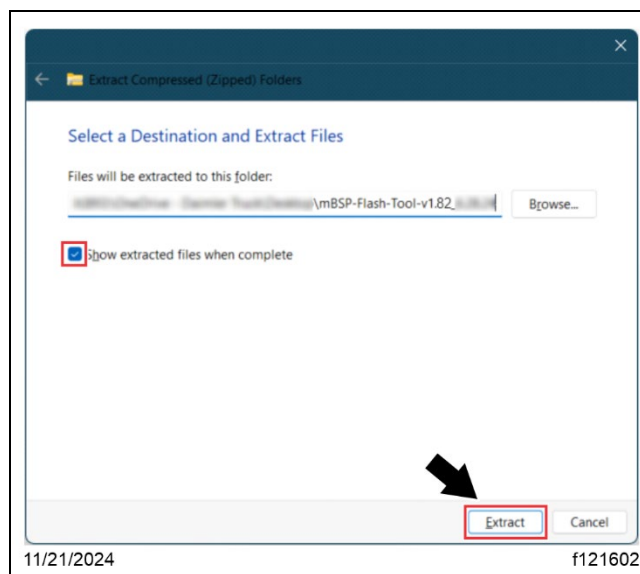 Extract Compressed (Zipped) Folders
Select a Destination and Extract Files
Files will be extracted to this folder:
\mBSP-Flash-Tool-v1.82_
Browse...
Show extracted files when complete
Extract
Cancel
11/21/2024
f121602